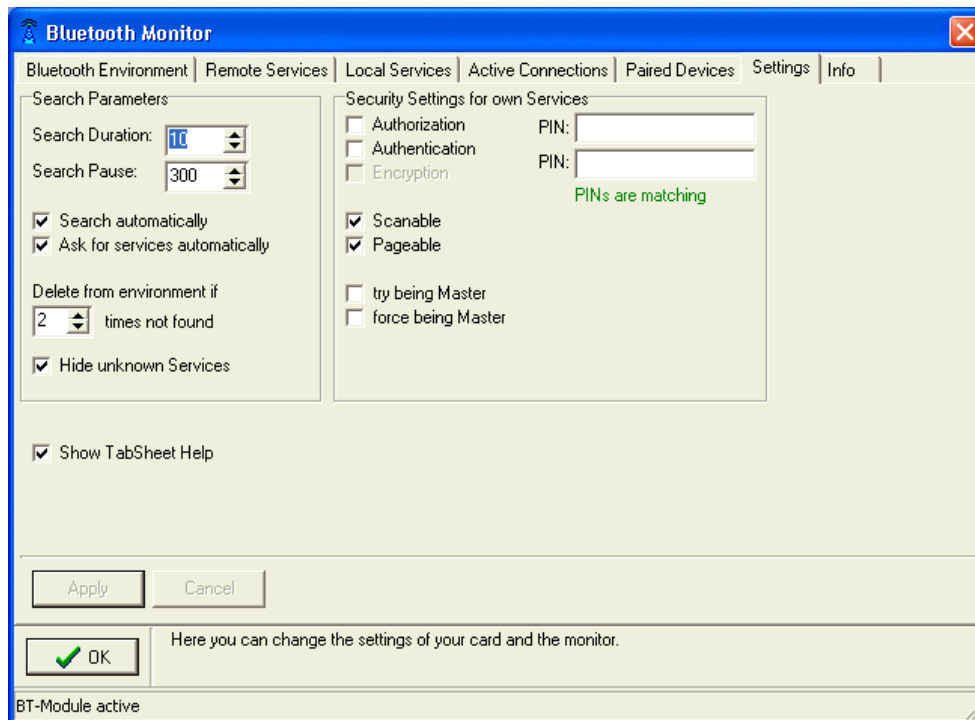 Bluetooth Monitor
Bluetooth Environment Remote Services Local Services Active Connections Paired Devices Settings Info
Search Parameters
Search Duration: 10
Search Pause: 300
Search automatically
Ask for services automatically
Delete from environment if
2 times not found
Hide unknown Services
Security Settings for own Services
Authorization PIN:
Authentication
Encryption PIN:
PINs are matching
Scanable
Pageable
try being Master
force being Master
Show TabSheet Help
Apply Cancel
OK Here you can change the settings of your card and the monitor.
BT-Module active